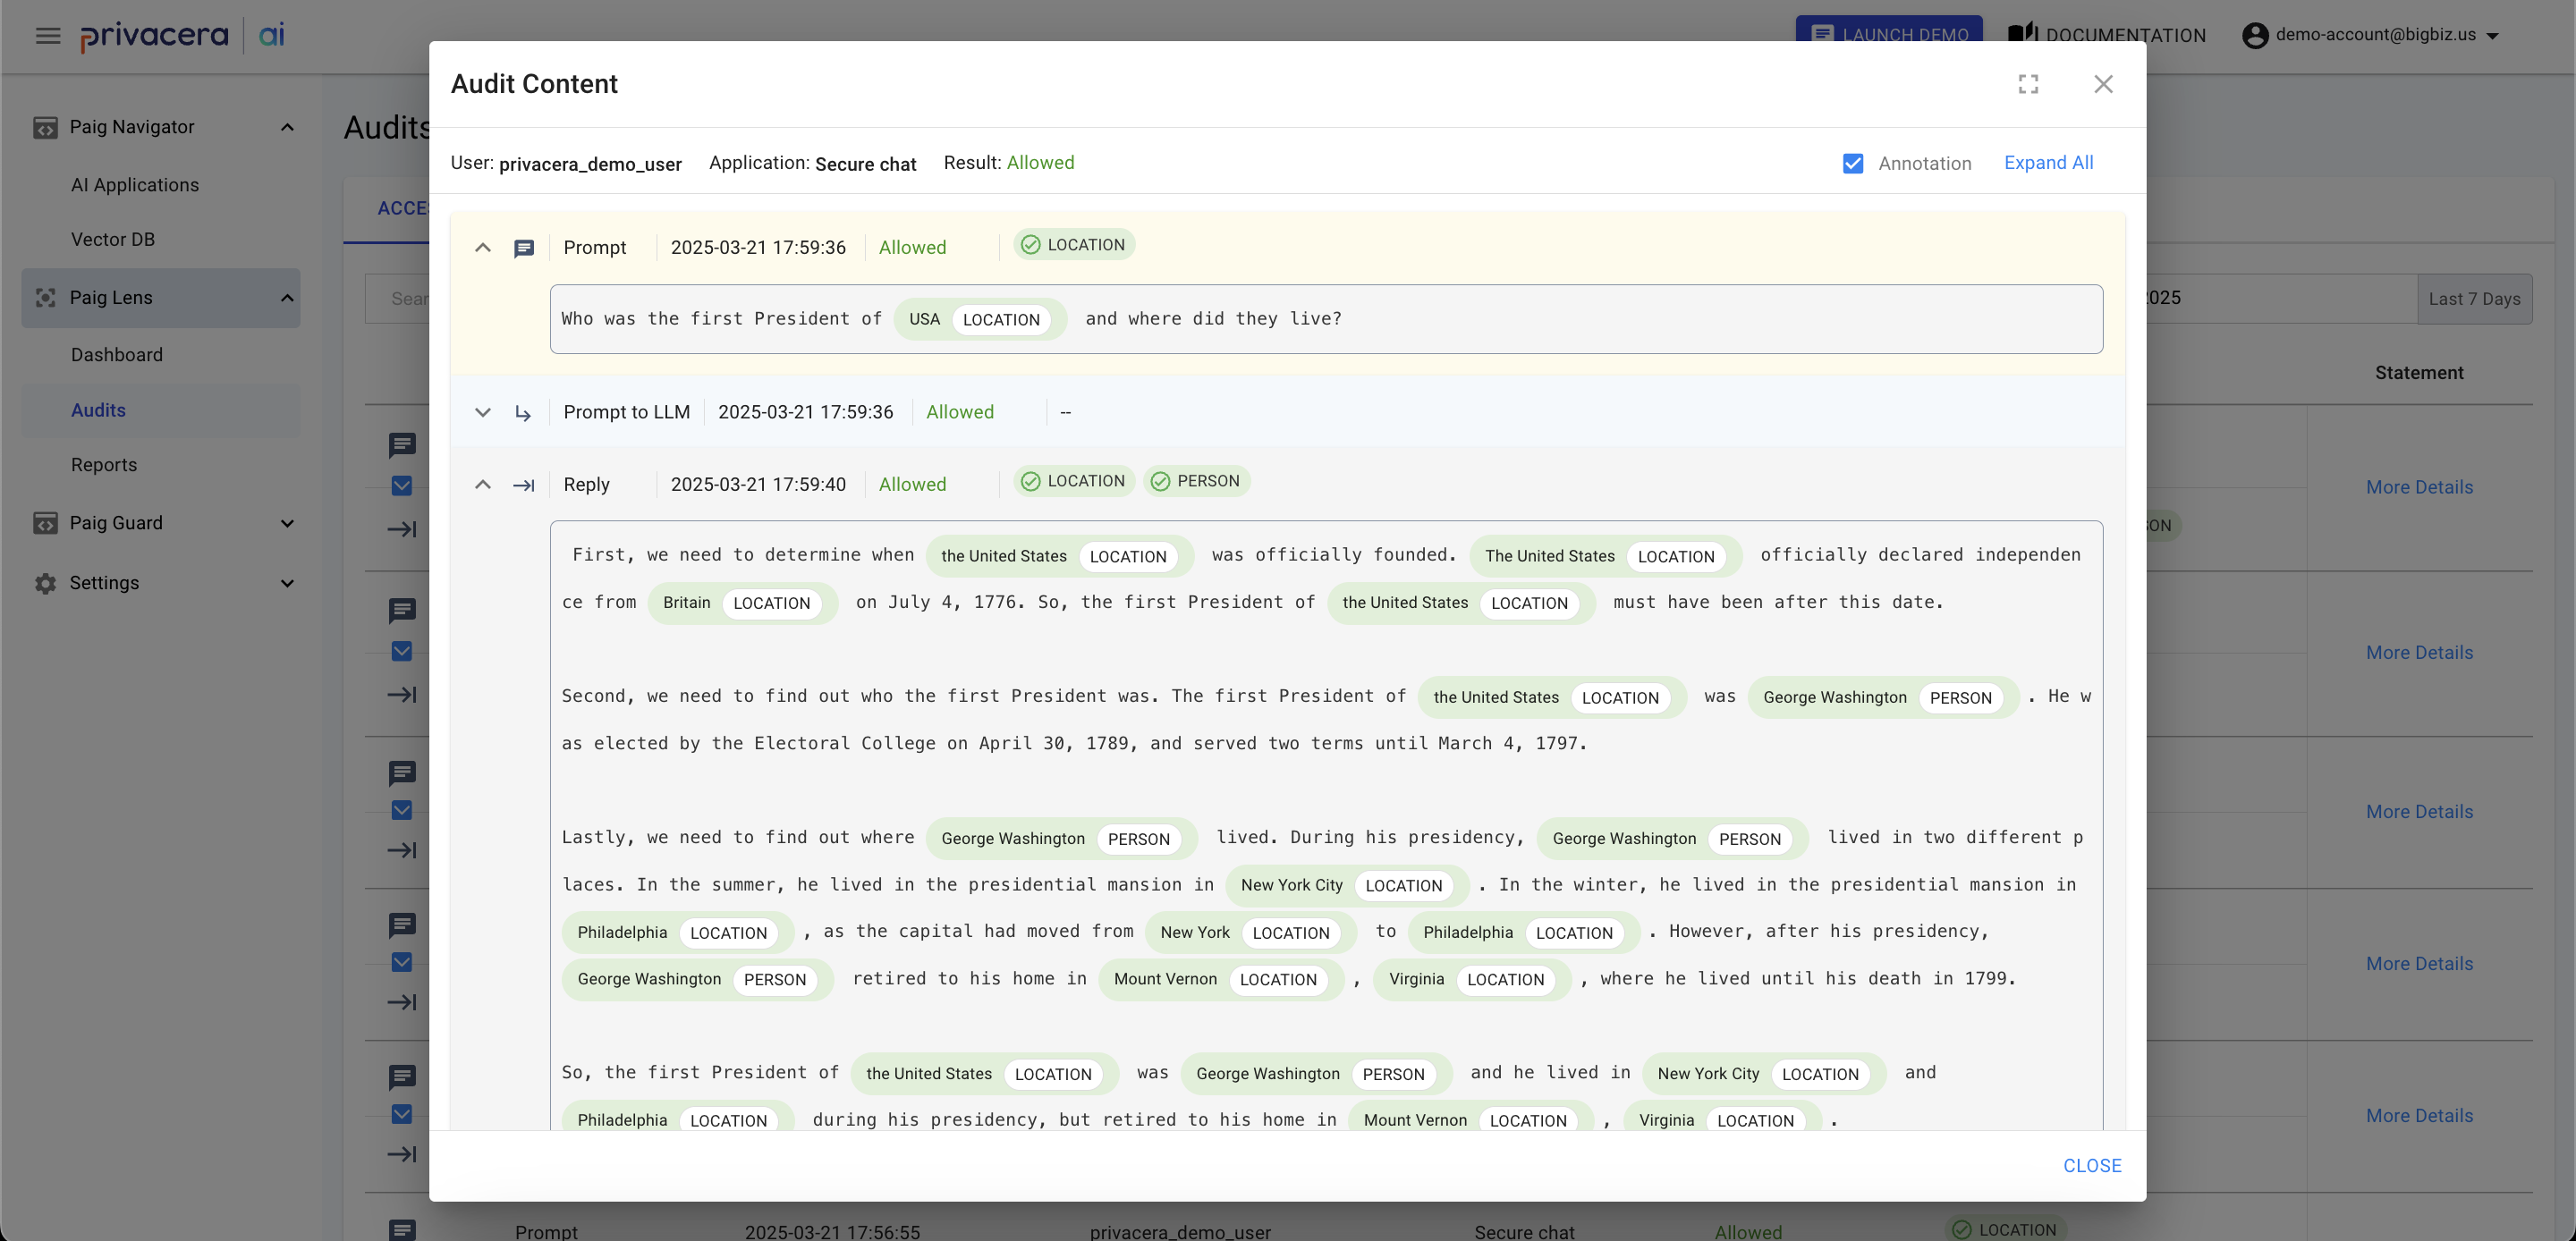 privacera ai
LAUNCH DEMO
DOCUMENTATION
demo-account@bigbiz.us
Paig Navigator
AI Applications
Vector DB
Paig Lens
Dashboard
Audits
Reports
Paig Guard
Settings
Audits
Last 7 Days
Statement
More Details
More Details
More Details
More Details
More Details
Audit Content
User: privacera_demo_user Application: Secure chat Result: Allowed
Annotation Expand All
Prompt 2025-03-21 17:59:36 Allowed LOCATION
Who was the first President of USA LOCATION and where did they live?
Prompt to LLM 2025-03-21 17:59:36 Allowed --
Reply 2025-03-21 17:59:40 Allowed LOCATION PERSON
First, we need to determine when the United States LOCATION was officially founded. The United States LOCATION officially declared independen
ce from Britain LOCATION on July 4, 1776. So, the first President of the United States LOCATION must have been after this date.
Second, we need to find out who the first President was. The first President of the United States LOCATION was George Washington PERSON . He w
as elected by the Electoral College on April 30, 1789, and served two terms until March 4, 1797.
Lastly, we need to find out where George Washington PERSON lived. During his presidency, George Washington PERSON lived in two different p
laces. In the summer, he lived in the presidential mansion in New York City LOCATION . In the winter, he lived in the presidential mansion in
Philadelphia LOCATION , as the capital had moved from New York LOCATION to Philadelphia LOCATION . However, after his presidency,
George Washington PERSON retired to his home in Mount Vernon LOCATION , Virginia LOCATION , where he lived until his death in 1799.
So, the first President of the United States LOCATION was George Washington PERSON and he lived in New York City LOCATION and
Philadelphia LOCATION during his presidency, but retired to his home in Mount Vernon LOCATION , Virginia LOCATION .
CLOSE
Prompt 2025-03-21 17:56:55 privacera_demo_user Secure chat Allowed LOCATION